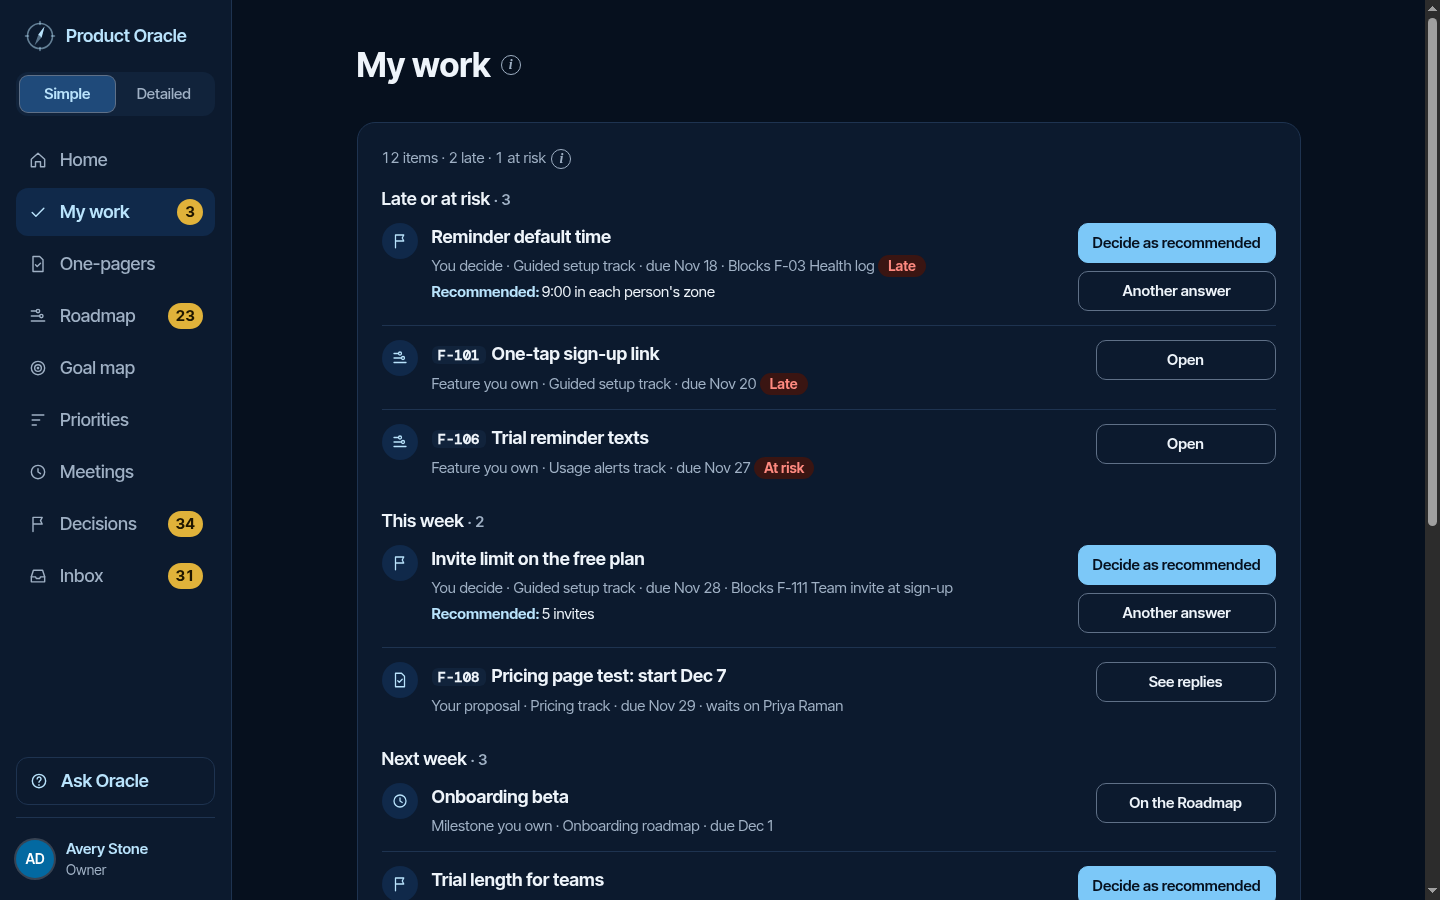 Product Oracle
Simple
Detailed
Home
My work
3
One-pagers
Roadmap
23
Goal map
Priorities
Meetings
Decisions
34
Inbox
31
Ask Oracle
AD
Avery Stone
Owner
My work
i
12 items · 2 late · 1 at risk
i
Late or at risk · 3
Reminder default time
You decide · Guided setup track · due Nov 18 · Blocks F-03 Health log Late
Recommended: 9:00 in each person's zone
Decide as recommended
Another answer
F-101 One-tap sign-up link
Feature you own · Guided setup track · due Nov 20 Late
Open
F-106 Trial reminder texts
Feature you own · Usage alerts track · due Nov 27 At risk
Open
This week · 2
Invite limit on the free plan
You decide · Guided setup track · due Nov 28 · Blocks F-111 Team invite at sign-up
Recommended: 5 invites
Decide as recommended
Another answer
F-108 Pricing page test: start Dec 7
Your proposal · Pricing track · due Nov 29 · waits on Priya Raman
See replies
Next week · 3
Onboarding beta
Milestone you own · Onboarding roadmap · due Dec 1
On the Roadmap
Trial length for teams
Decide as recommended